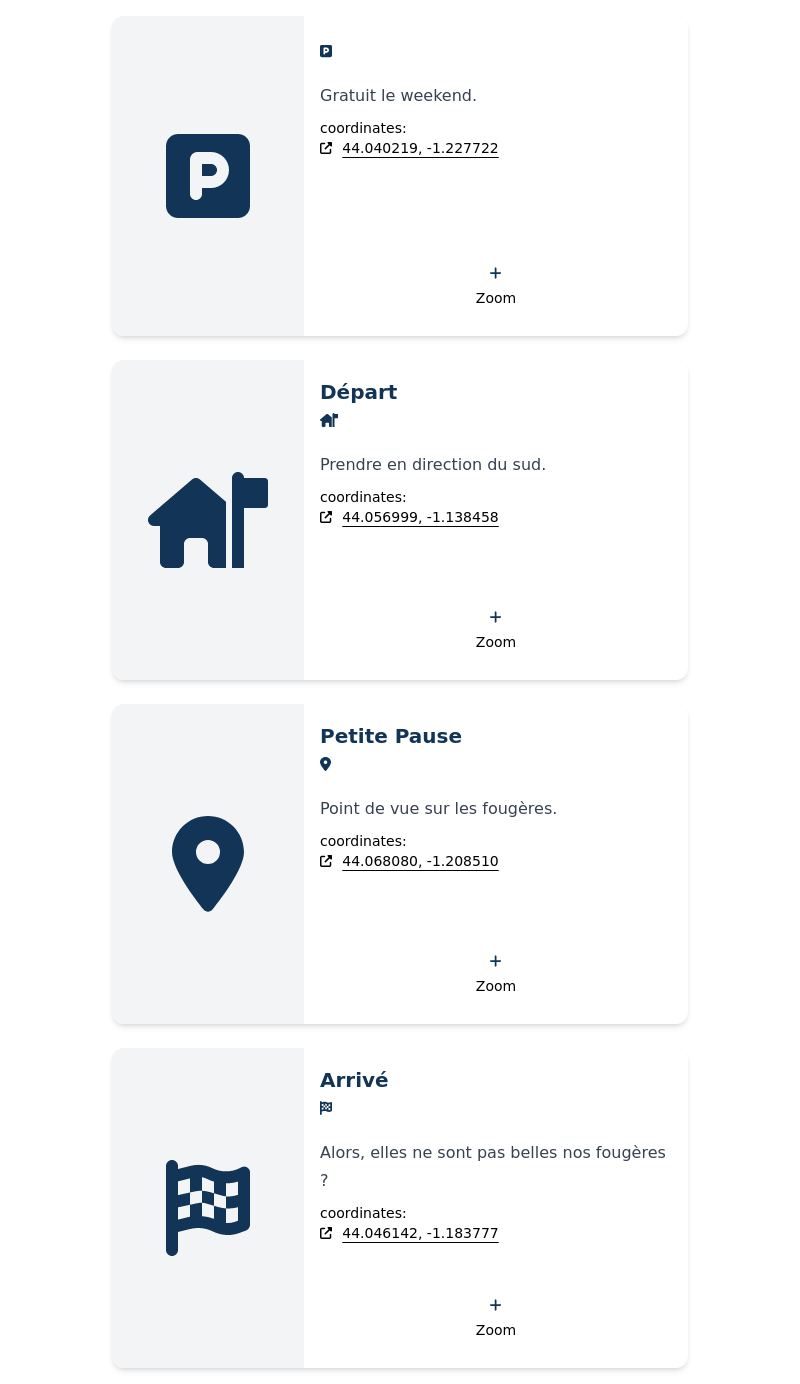 P
Gratuit le weekend.
coordinates:
44.040219, -1.227722
+
Zoom
Départ
Prendre en direction du sud.
coordinates:
44.056999, -1.138458
+
Zoom
Petite Pause
Point de vue sur les fougères.
coordinates:
44.068080, -1.208510
+
Zoom
Arrivé
Alors, elles ne sont pas belles nos fougères
?
coordinates:
44.046142, -1.183777
+
Zoom